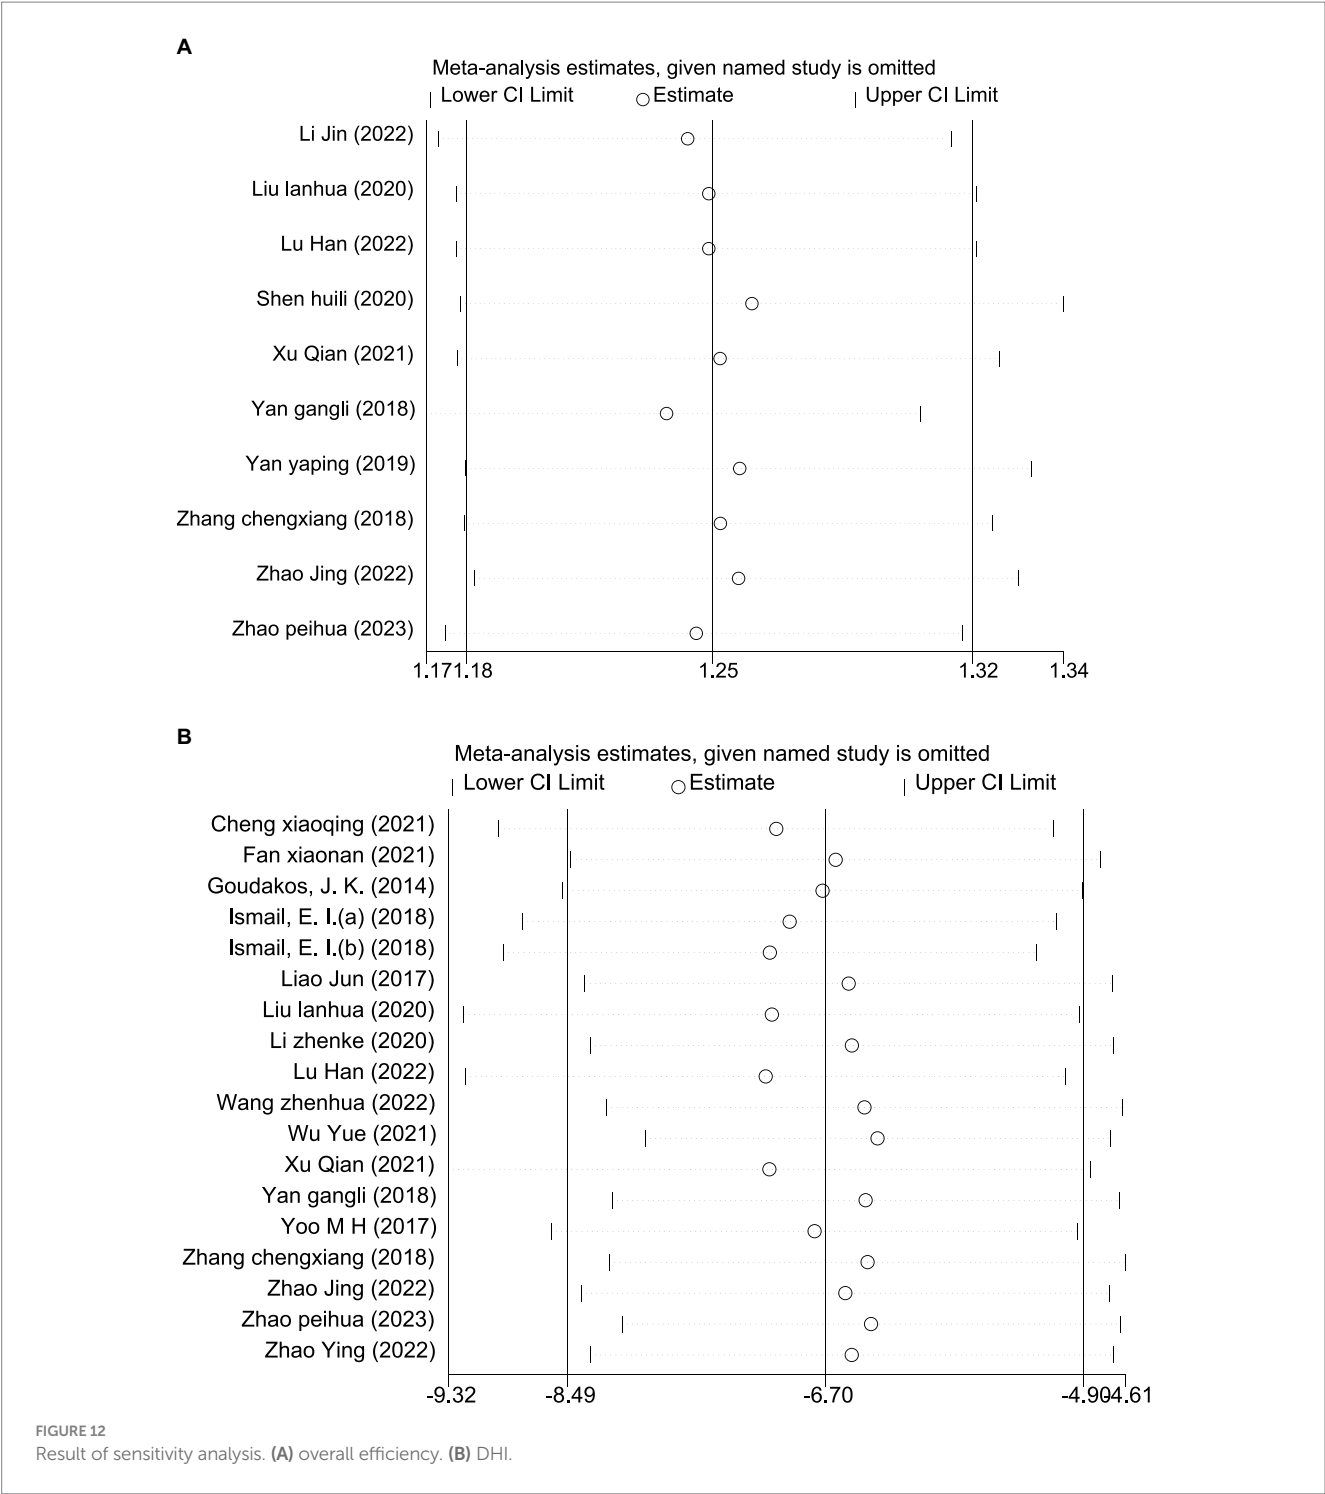 A
Meta-analysis estimates, given named study is omitted
Lower CI Limit Estimate Upper CI Limit
Li Jin (2022)
Liu lanhua (2020)
Lu Han (2022)
Shen huili (2020)
Xu Qian (2021)
Yan gangli (2018)
Yan yaping (2019)
Zhang chengxiang (2018)
Zhao Jing (2022)
Zhao peihua (2023)
1.17 1.18 1.25 1.32 1.34
B
Meta-analysis estimates, given named study is omitted
Lower CI Limit Estimate Upper CI Limit
Cheng xiaoqing (2021)
Fan xiaonan (2021)
Goudakos, J. K. (2014)
Ismail, E. I.(a) (2018)
Ismail, E. I.(b) (2018)
Liao Jun (2017)
Liu lanhua (2020)
Li zhenke (2020)
Lu Han (2022)
Wang zhenhua (2022)
Wu Yue (2021)
Xu Qian (2021)
Yan gangli (2018)
Yoo M H (2017)
Zhang chengxiang (2018)
Zhao Jing (2022)
Zhao peihua (2023)
Zhao Ying (2022)
-9.32 -8.49 -6.70 -4.90 -4.61
FIGURE 12
Result of sensitivity analysis. (A) overall efficiency. (B) DHI.